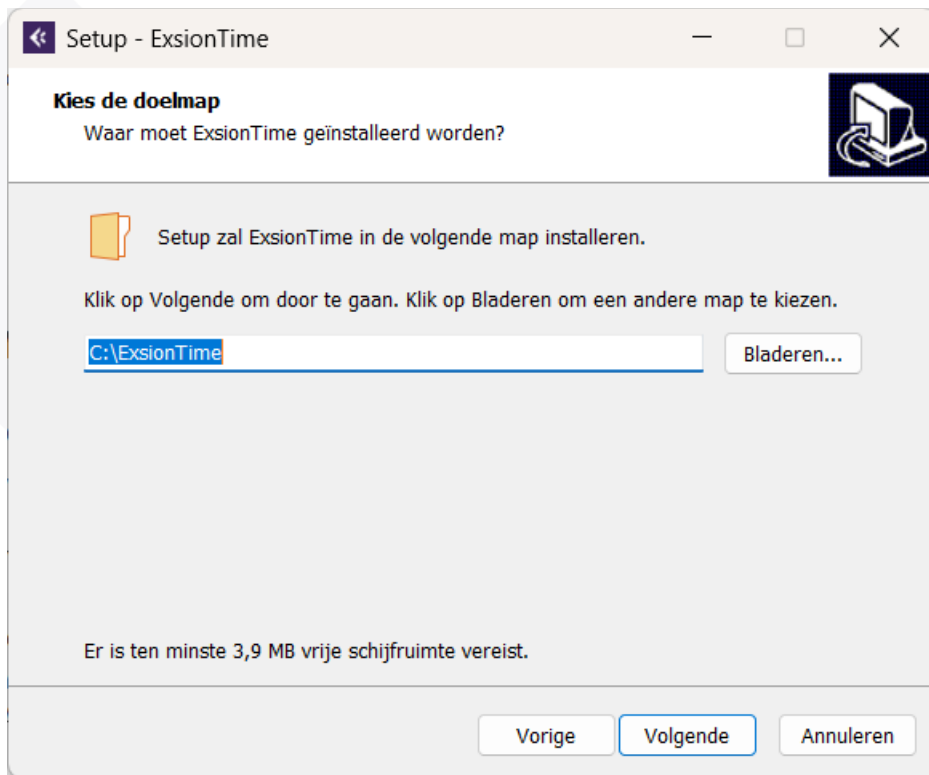 Setup - ExsionTime
Kies de doelmap
Waar moet ExsionTime geïnstalleerd worden?
Setup zal ExsionTime in de volgende map installeren.
Klik op Volgende om door te gaan. Klik op Bladeren om een andere map te kiezen.
C:\ExsionTime
Bladeren...
Er is ten minste 3,9 MB vrije schijfruimte vereist.
Vorige
Volgende
Annuleren